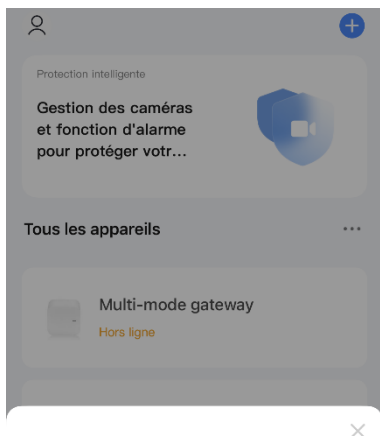 Protection intelligente
Gestion des caméras
et fonction d'alarme
pour protéger votr...
Tous les appareils
Multi-mode gateway
Hors ligne